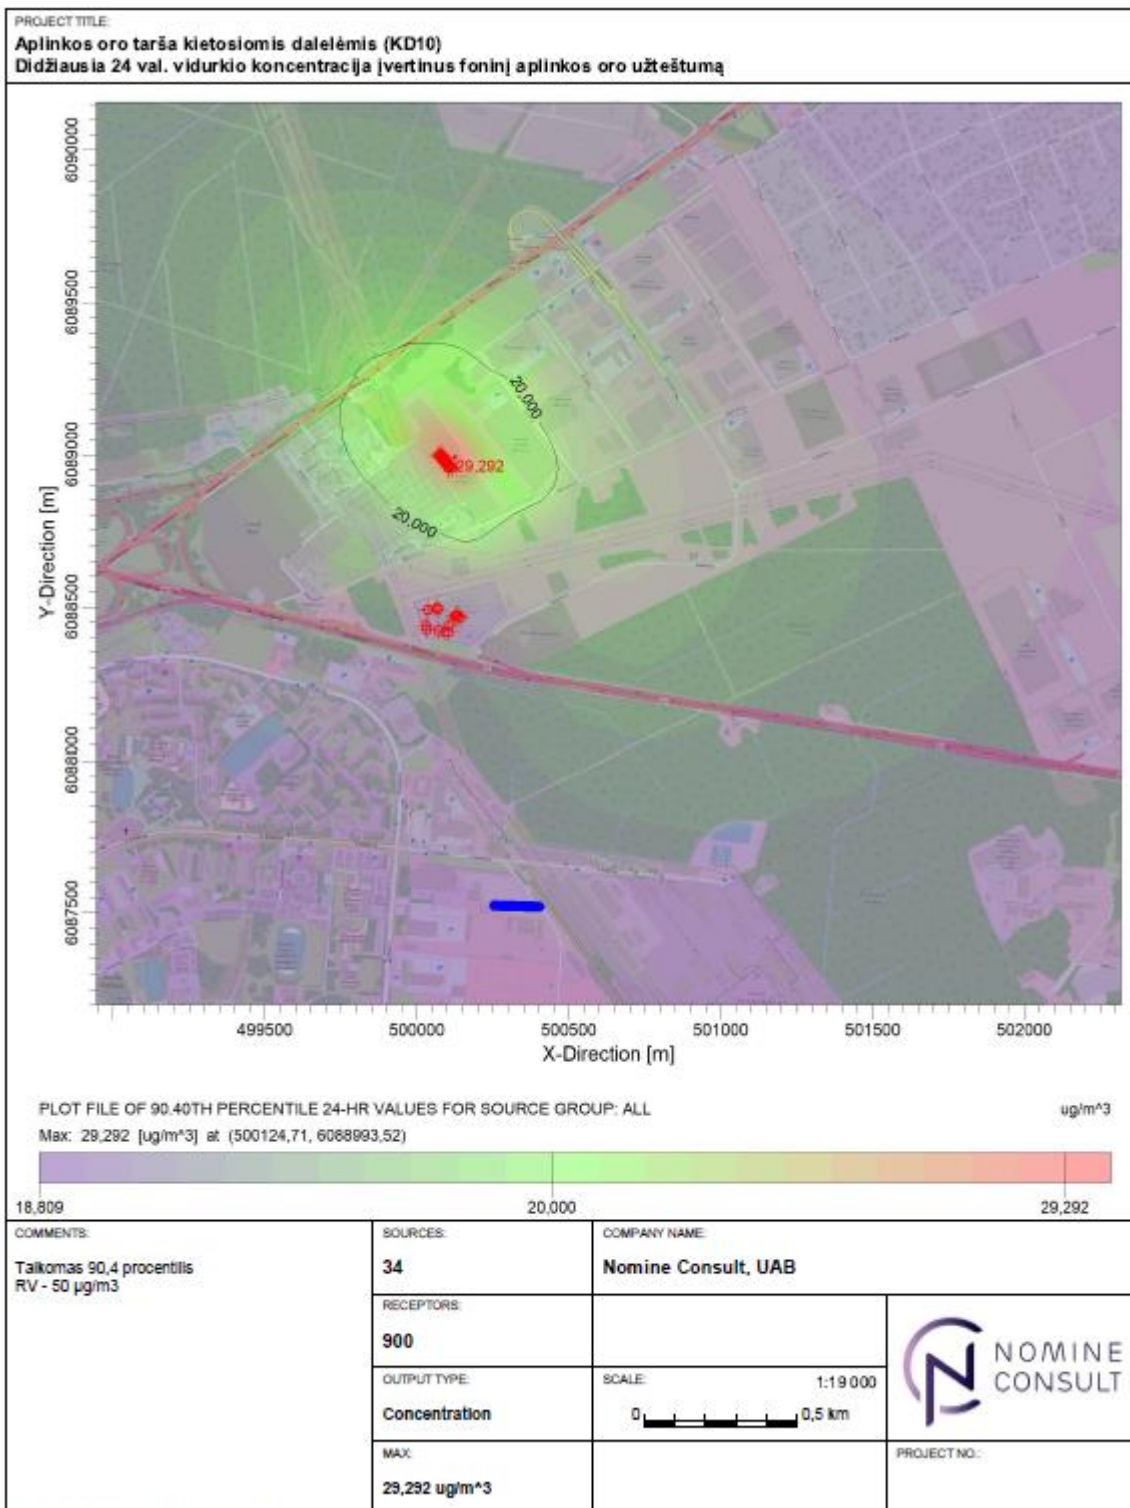 PROJECT TITLE:
Aplinkos oro tarša kietosiomis dalelėmis (KD10)
Didžiausia 24 val. vidurkio koncentracija įvertinus foninį aplinkos oro užteštumą
6090000
6089500
6089000
6088500
6088000
6087500
Y-Direction [m]
20,000
29,292
20,000
499500
500000
500500
501000
501500
502000
X-Direction [m]
PLOT FILE OF 90.40TH PERCENTILE 24-HR VALUES FOR SOURCE GROUP: ALL
ug/m^3
Max: 29,292 [ug/m^3] at (500124,71, 6088993,52)
18,809
20,000
29,292
COMMENTS:
Taikomas 90,4 procentilis
RV - 50 µg/m3
SOURCES:
34
COMPANY NAME:
Nomine Consult, UAB
RECEPTORS:
900
OUTPUT TYPE:
Concentration
SCALE:
1:19 000
0
0,5 km
NOMINE
CONSULT
MAX:
29,292 ug/m^3
PROJECT NO.: